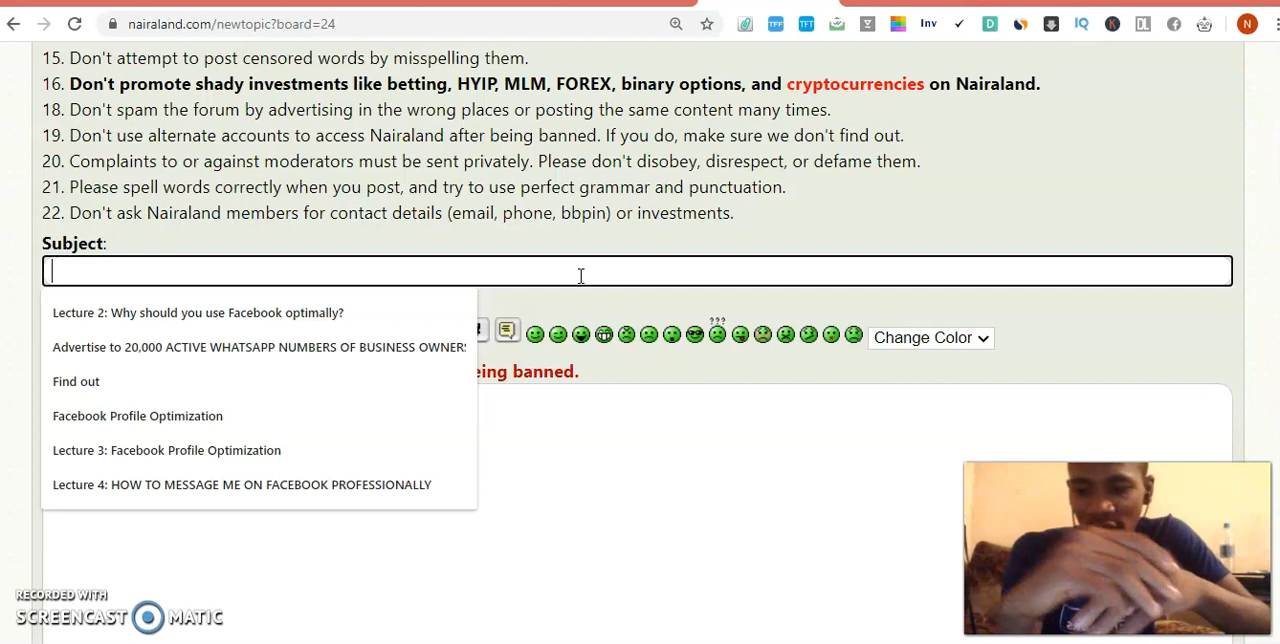 nairaland.com/newtopic?board=24
TFF
TFT
Inv
D
IQ
K
DL
N
15. Don't attempt to post censored words by misspelling them.
16. Don't promote shady investments like betting, HYIP, MLM, FOREX, binary options, and cryptocurrencies on Nairaland.
18. Don't spam the forum by advertising in the wrong places or posting the same content many times.
19. Don't use alternate accounts to access Nairaland after being banned. If you do, make sure we don't find out.
20. Complaints to or against moderators must be sent privately. Please don't disobey, disrespect, or defame them.
21. Please spell words correctly when you post, and try to use perfect grammar and punctuation.
22. Don't ask Nairaland members for contact details (email, phone, bbpin) or investments.
Subject:
Lecture 2: Why should you use Facebook optimally?
???
Change Color
Advertise to 20,000 ACTIVE WHATSAPP NUMBERS OF BUSINESS OWNERS
eing banned.
Find out
Facebook Profile Optimization
Lecture 3: Facebook Profile Optimization
Lecture 4: HOW TO MESSAGE ME ON FACEBOOK PROFESSIONALLY
RECORDED WITH
SCREENCAST MATIC